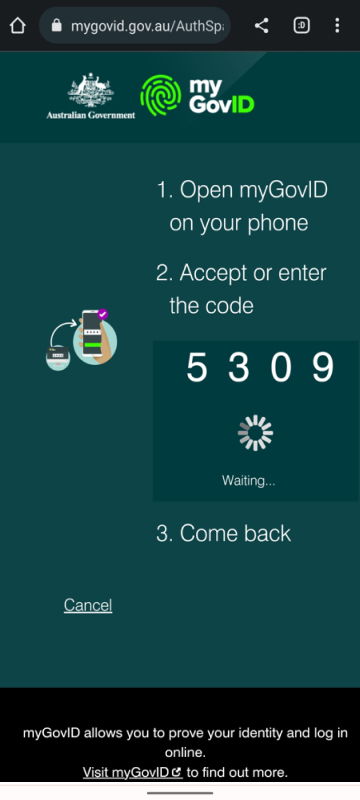 mygovid.gov.au/AuthSp
:D
my
GovID
Australian Government
1. Open myGovID
on your phone
2. Accept or enter
the code
5 3 0 9
Waiting...
3. Come back
Cancel
myGovID allows you to prove your identity and log in
online.
Visit myGovID to find out more.